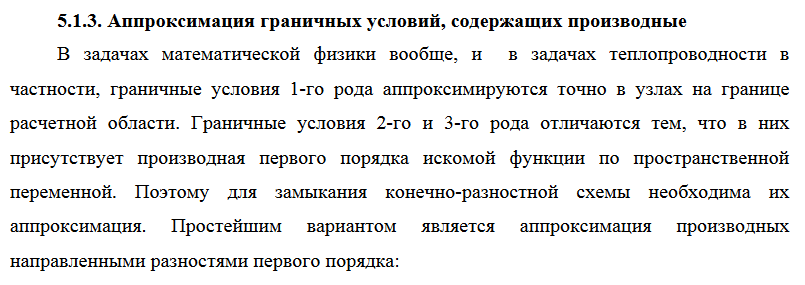 5.1.3. Аппроксимация граничных условий, содержащих производные
В задачах математической физики вообще, и в задачах теплопроводности в
частности, граничные условия 1-го рода аппроксимируются точно в узлах на границе
расчетной области. Граничные условия 2-го и 3-го рода отличаются тем, что в них
присутствует производная первого порядка искомой функции по пространственной
переменной. Поэтому для замыкания конечно-разностной схемы необходима их
аппроксимация. Простейшим вариантом является аппроксимация производных
направленными разностями первого порядка: